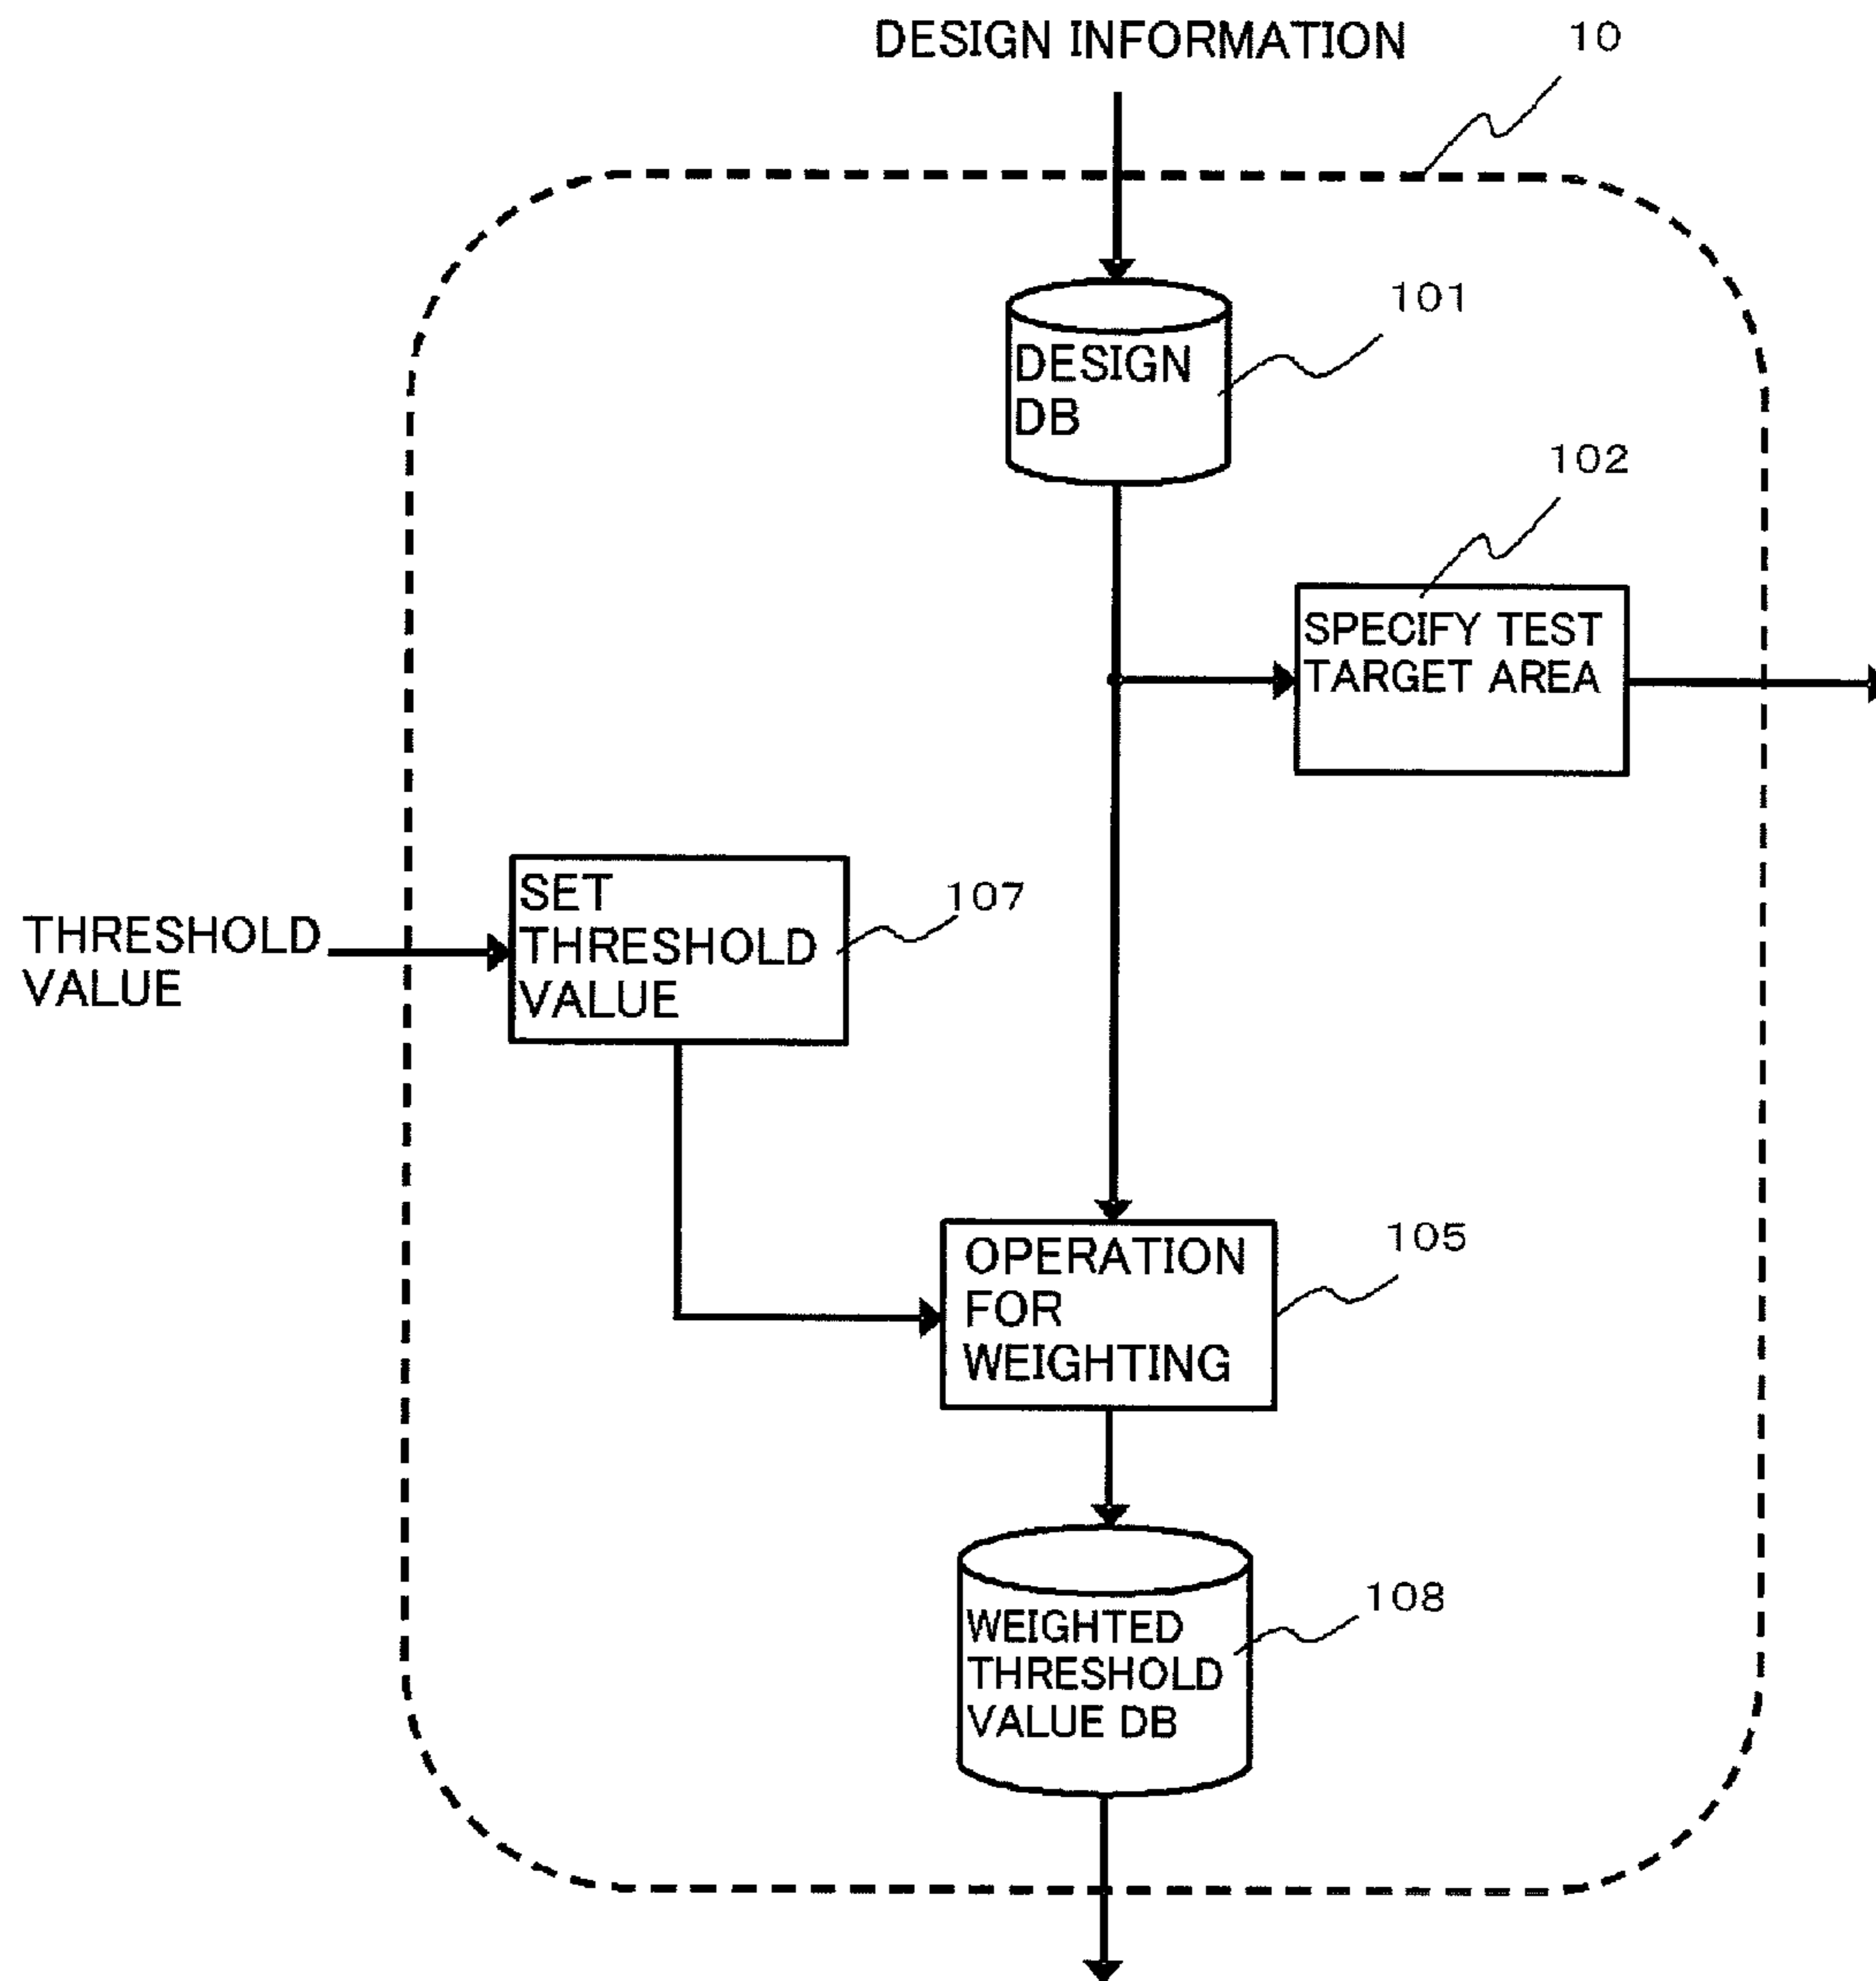 DESIGN INFORMATION
10
101
DESIGN
DB
102
SPECIFY TEST
TARGET AREA
SET
THRESHOLD
VALUE
107
THRESHOLD
VALUE
OPERATION
FOR
WEIGHTING
105
WEIGHTED
THRESHOLD
VALUE DB
108